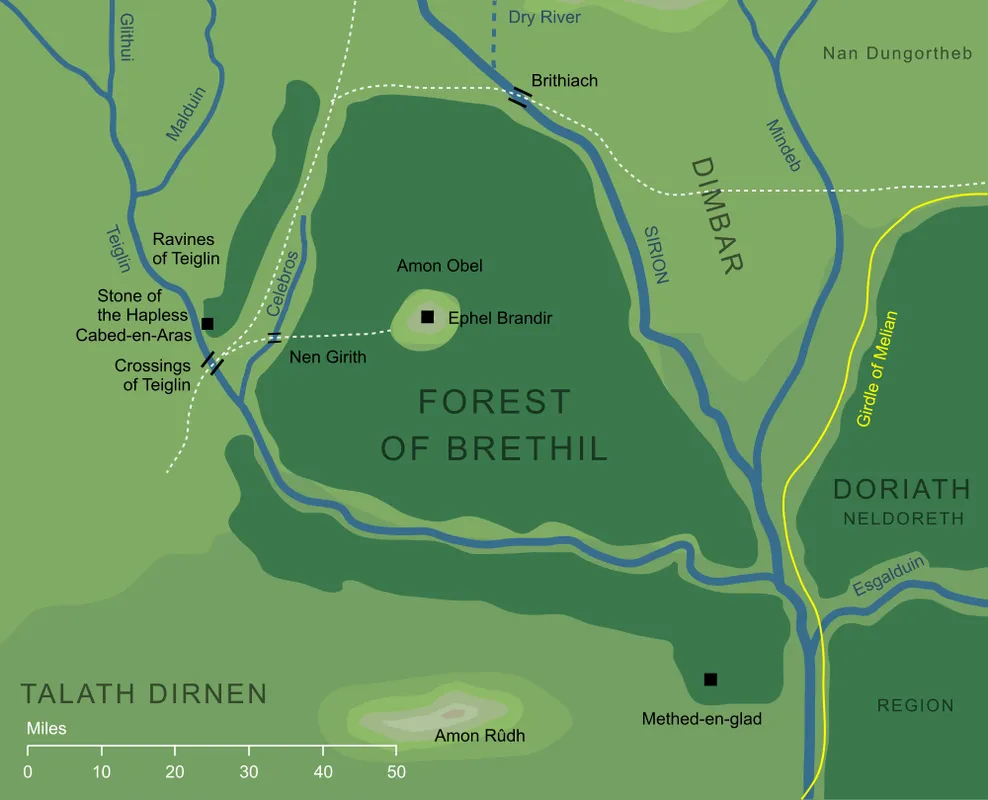 Glithui
Dry River
Nan Dungortheb
Brithiach
Malduin
Mindeb
DIMBAR
Teiglin
Ravines
of Teiglin
SIRION
Celebros
Amon Obel
Stone of
the Hapless
Cabed-en-Aras
Ephel Brandir
Crossings
of Teiglin
Nen Girith
Girdle of Melian
FOREST
OF BRETHIL
DORIATH
NELDORETH
Esgalduin
TALATH DIRNEN
REGION
Methed-en-glad
Amon Rûdh
Miles
0 10 20 30 40 50